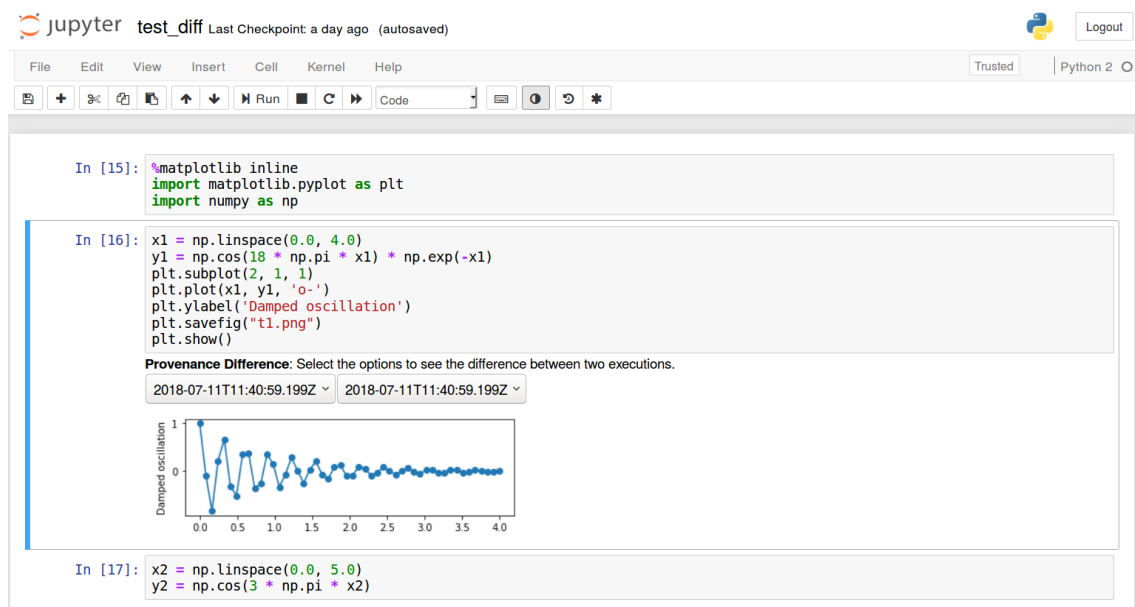 jupyter test_diff Last Checkpoint: a day ago (autosaved) Logout
File Edit View Insert Cell Kernel Help Trusted Python 2
Run Code
In [15]: %matplotlib inline
import matplotlib.pyplot as plt
import numpy as np
In [16]: x1 = np.linspace(0.0, 4.0)
y1 = np.cos(18 * np.pi * x1) * np.exp(-x1)
plt.subplot(2, 1, 1)
plt.plot(x1, y1, 'o-')
plt.ylabel('Damped oscillation')
plt.savefig("t1.png")
plt.show()
Provenance Difference: Select the options to see the difference between two executions.
2018-07-11T11:40:59.199Z 2018-07-11T11:40:59.199Z
Damped oscillation
1
0
0.0 0.5 1.0 1.5 2.0 2.5 3.0 3.5 4.0
In [17]: x2 = np.linspace(0.0, 5.0)
y2 = np.cos(3 * np.pi * x2)